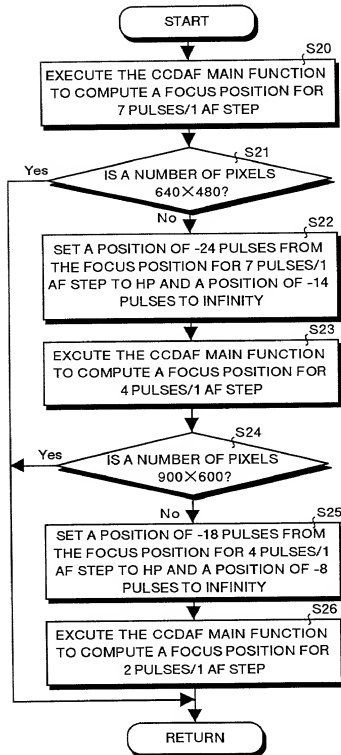 START
S20
EXECUTE THE CCDAF MAIN FUNCTION
TO COMPUTE A FOCUS POSITION FOR
7 PULSES/1 AF STEP
S21
Yes
IS A NUMBER OF PIXELS
640×480?
No
S22
SET A POSITION OF -24 PULSES FROM
THE FOCUS POSITION FOR 7 PULSES/1
AF STEP TO HP AND A POSITION OF -14
PULSES TO INFINITY
S23
EXCUTE THE CCDAF MAIN FUNCTION
TO COMPUTE A FOCUS POSITION FOR
4 PULSES/1 AF STEP
S24
Yes
IS A NUMBER OF PIXELS
900×600?
No
S25
SET A POSITION OF -18 PULSES FROM
THE FOCUS POSITION FOR 4 PULSES/1
AF STEP TO HP AND A POSITION OF -8
PULSES TO INFINITY
S26
EXCUTE THE CCDAF MAIN FUNCTION
TO COMPUTE A FOCUS POSITION FOR
2 PULSES/1 AF STEP
RETURN